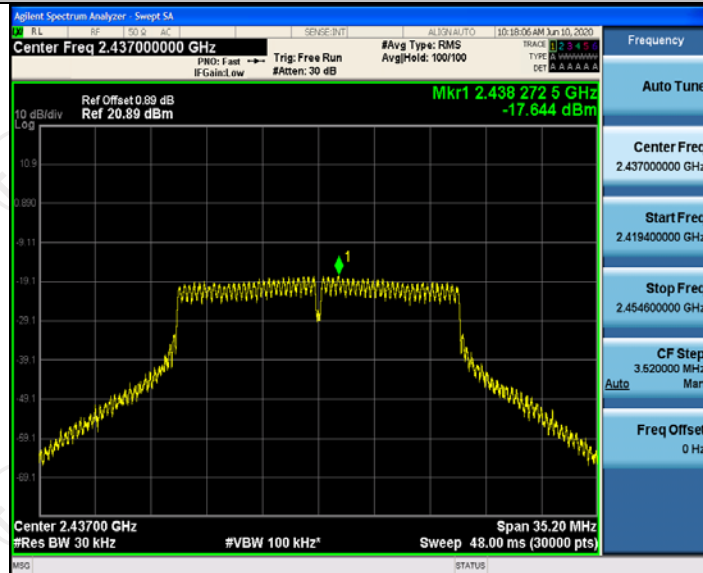 Agilent Spectrum Analyzer - Swept SA
RL RF 50 Ω AC SENSE:INT ALIGNAUTO 10:18:06 AM Jun 10, 2020
Center Freq 2.437000000 GHz
PNO: Fast
IFGain:Low
Trig: Free Run
#Atten: 30 dB
#Avg Type: RMS
Avg|Hold: 100/100
TRACE 1 2 3 4 5 6
TYPE A
DET A A A A A A
Ref Offset 0.89 dB
10 dB/div Ref 20.89 dBm
Log
Mkr1 2.438 272 5 GHz
-17.644 dBm
10.9
0.890
-9.11
-19.1
-29.1
-39.1
-49.1
-59.1
-69.1
1
Center 2.43700 GHz Span 35.20 MHz
#Res BW 30 kHz #VBW 100 kHz* Sweep 48.00 ms (30000 pts)
MSG STATUS
Frequency
Auto Tune
Center Freq
2.437000000 GHz
Start Freq
2.419400000 GHz
Stop Freq
2.454600000 GHz
CF Step
3.520000 MHz
Auto Man
Freq Offset
0 Hz